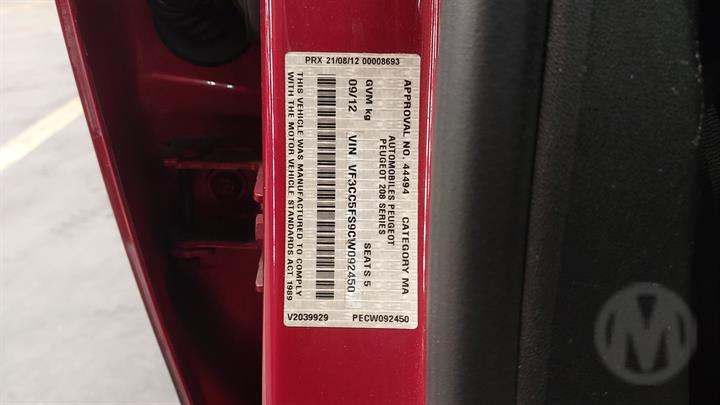 PRX 21/08/12 00008693
APPROVAL NO. 44494 CATEGORY MA
AUTOMOBILES PEUGEOT
PEUGEOT 208 SERIES
GVM kg SEATS 5
09/12 VIN VF3CC5FS9CW092450
THIS VEHICLE WAS MANUFACTURED TO COMPLY
WITH THE MOTOR VEHICLE STANDARDS ACT 1989
V2039929 PECW092450
M